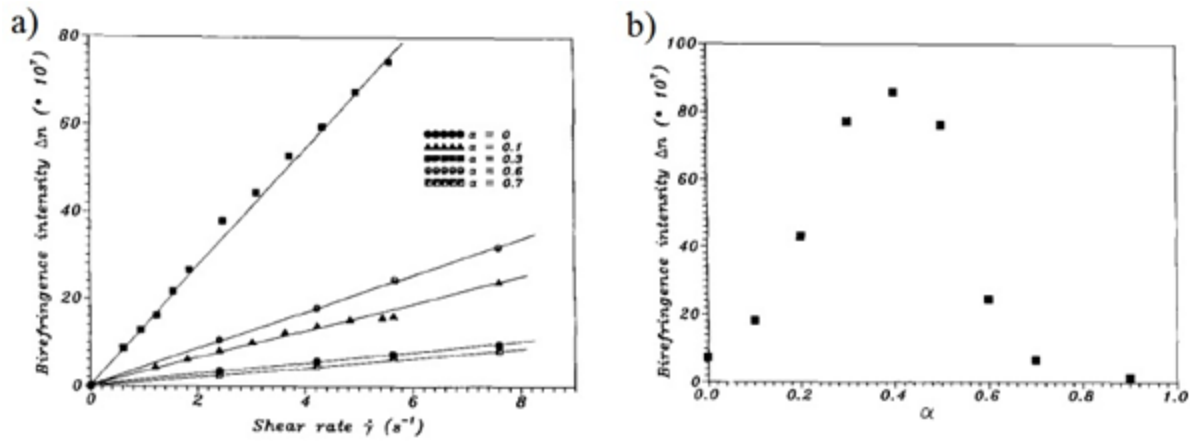 a)
Birefringence intensity Δn (* 10⁷)
80
60
40
20
0
α = 0
α = 0.1
α = 0.3
α = 0.6
α = 0.7
0 2 4 6 8
Shear rate γ̇ (s⁻¹)
b)
Birefringence intensity Δn (* 10⁷)
100
80
60
40
20
0
0.0 0.2 0.4 0.6 0.8 1.0
α